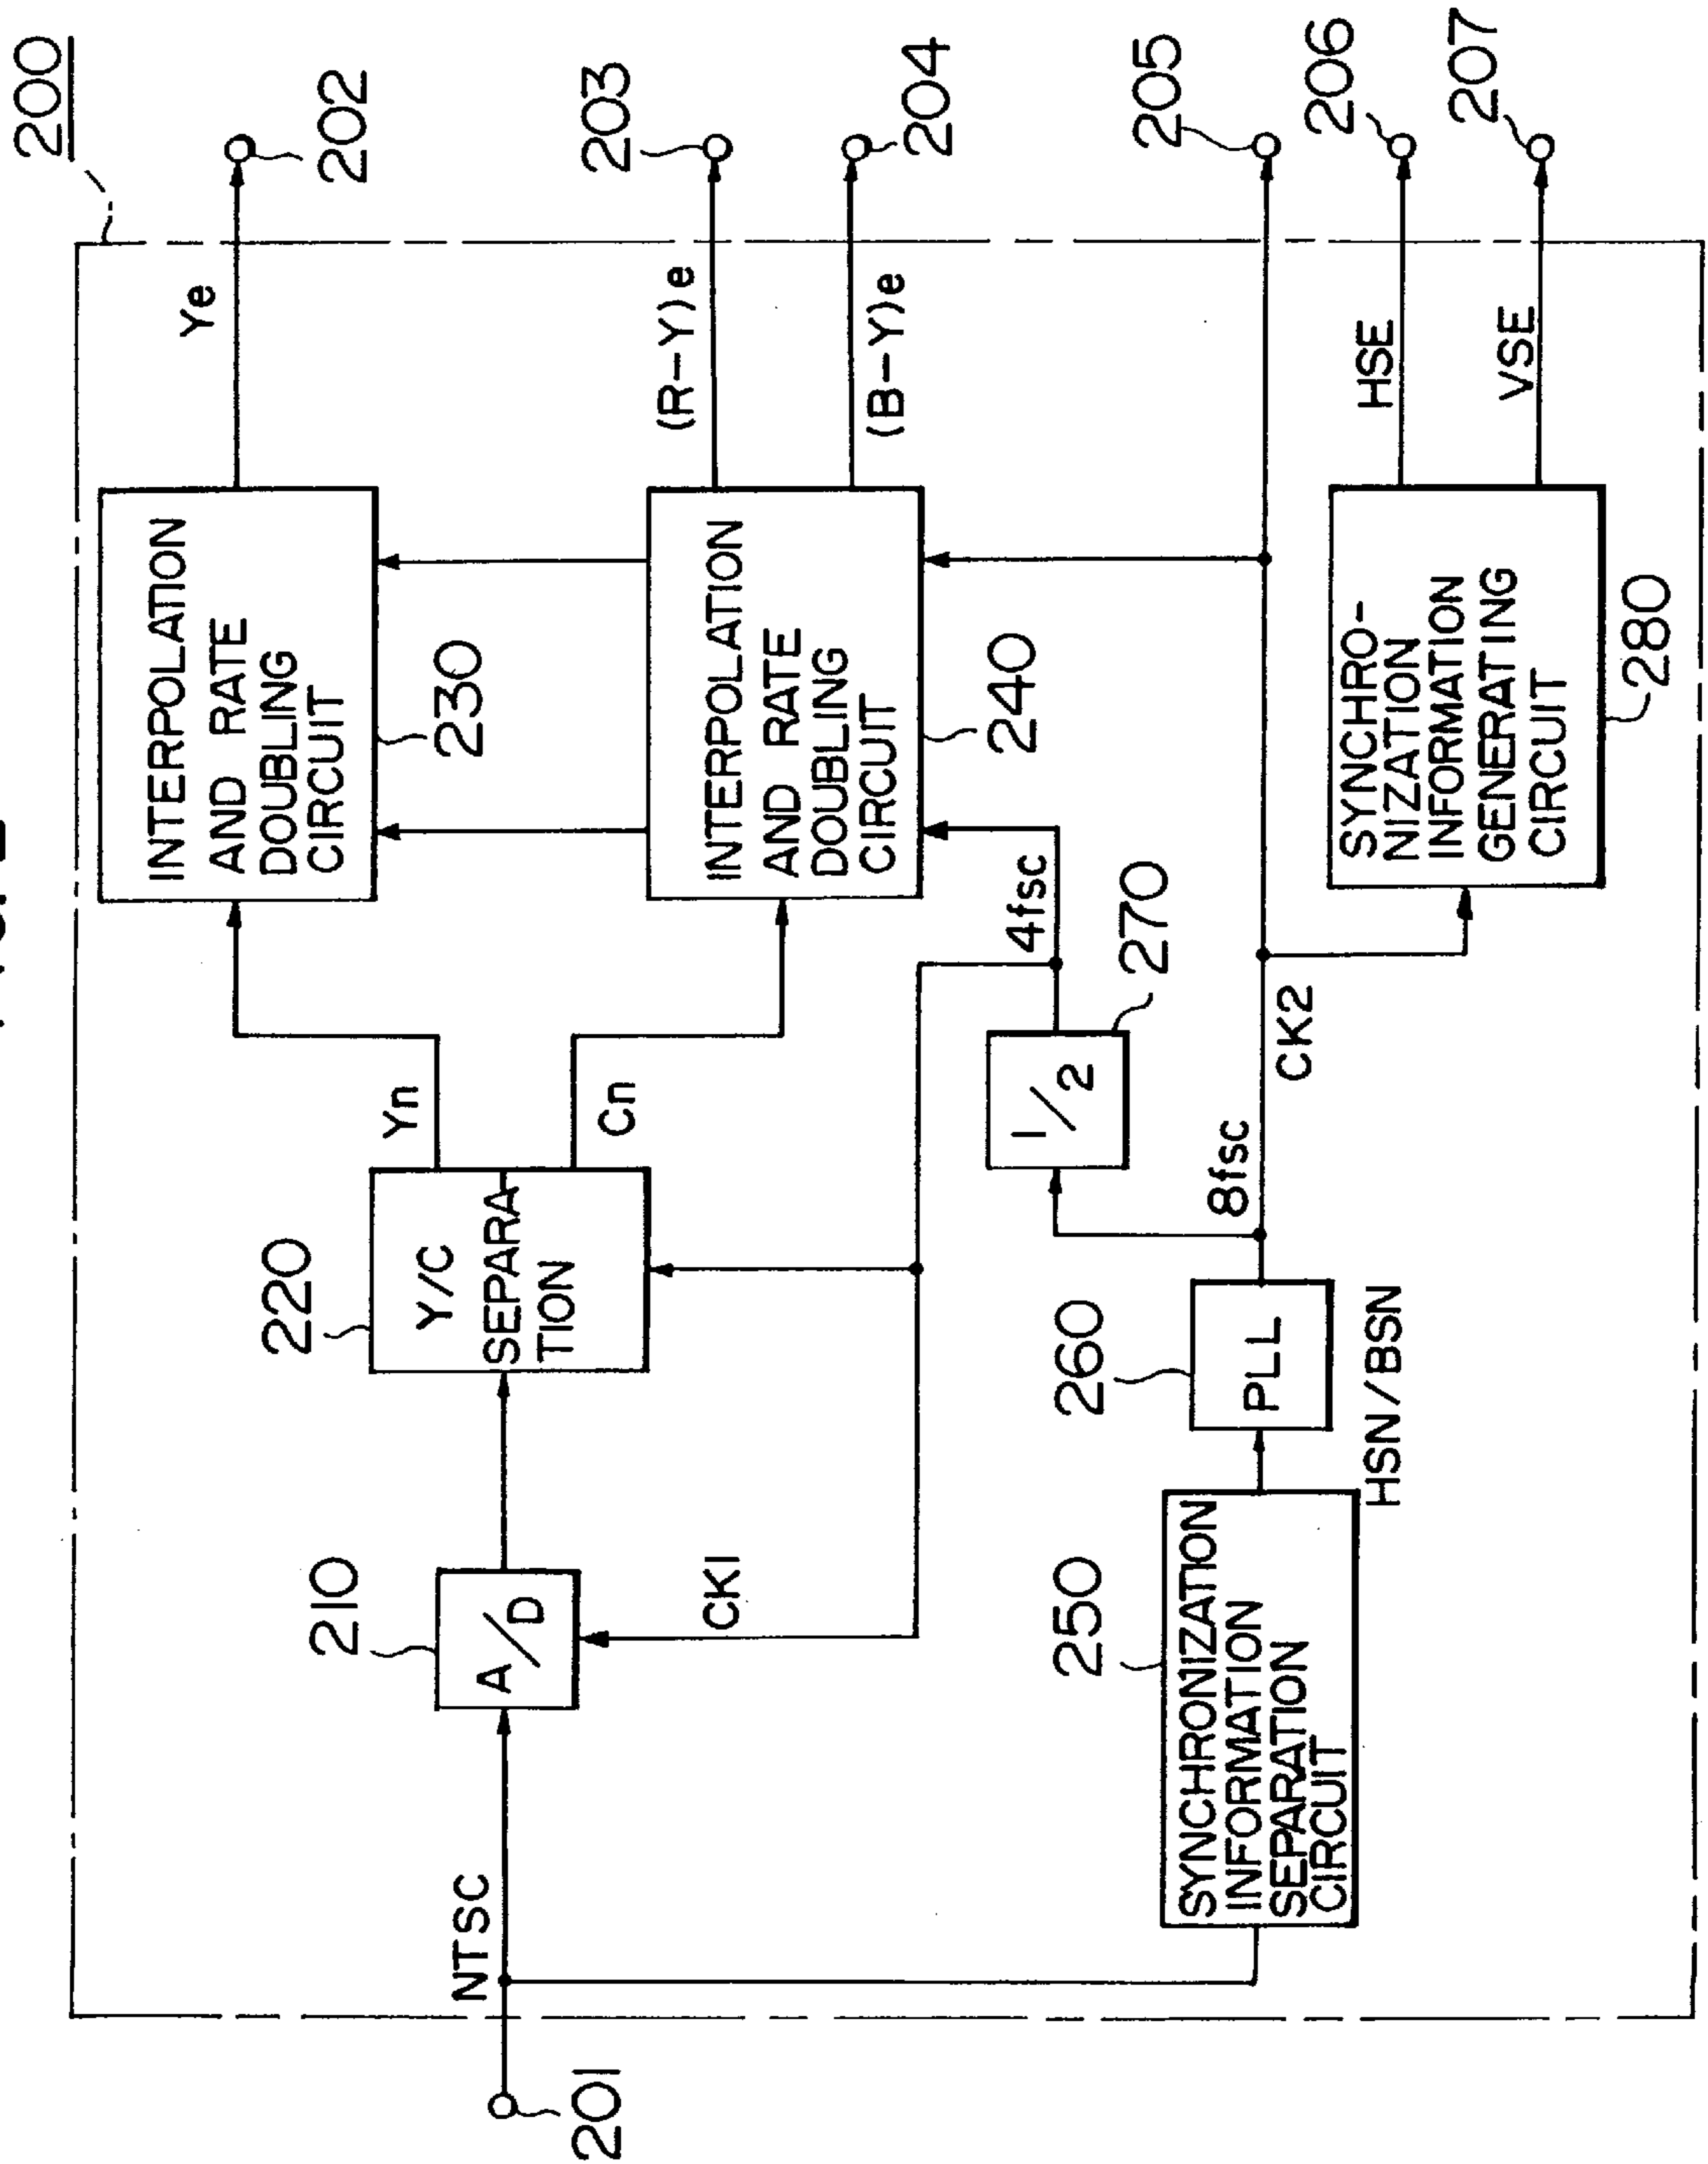 200
Ye
202
INTERPOLATION
AND RATE
DOUBLING
CIRCUIT
230
(R-Y)e
203
(B-Y)e
204
INTERPOLATION
AND RATE
DOUBLING
CIRCUIT
240
Yn
Cn
220
Y/C
SEPARA-
TION
210
A/D
NTSC
201
CK1
4fsc
270
1/2
8fsc
CK2
205
260
PLL
HSN/BSN
250
SYNCHRONIZATION
INFORMATION
SEPARATION
CIRCUIT
SYNCHRO-
NIZATION
INFORMATION
GENERATING
CIRCUIT
280
HSE
206
VSE
207